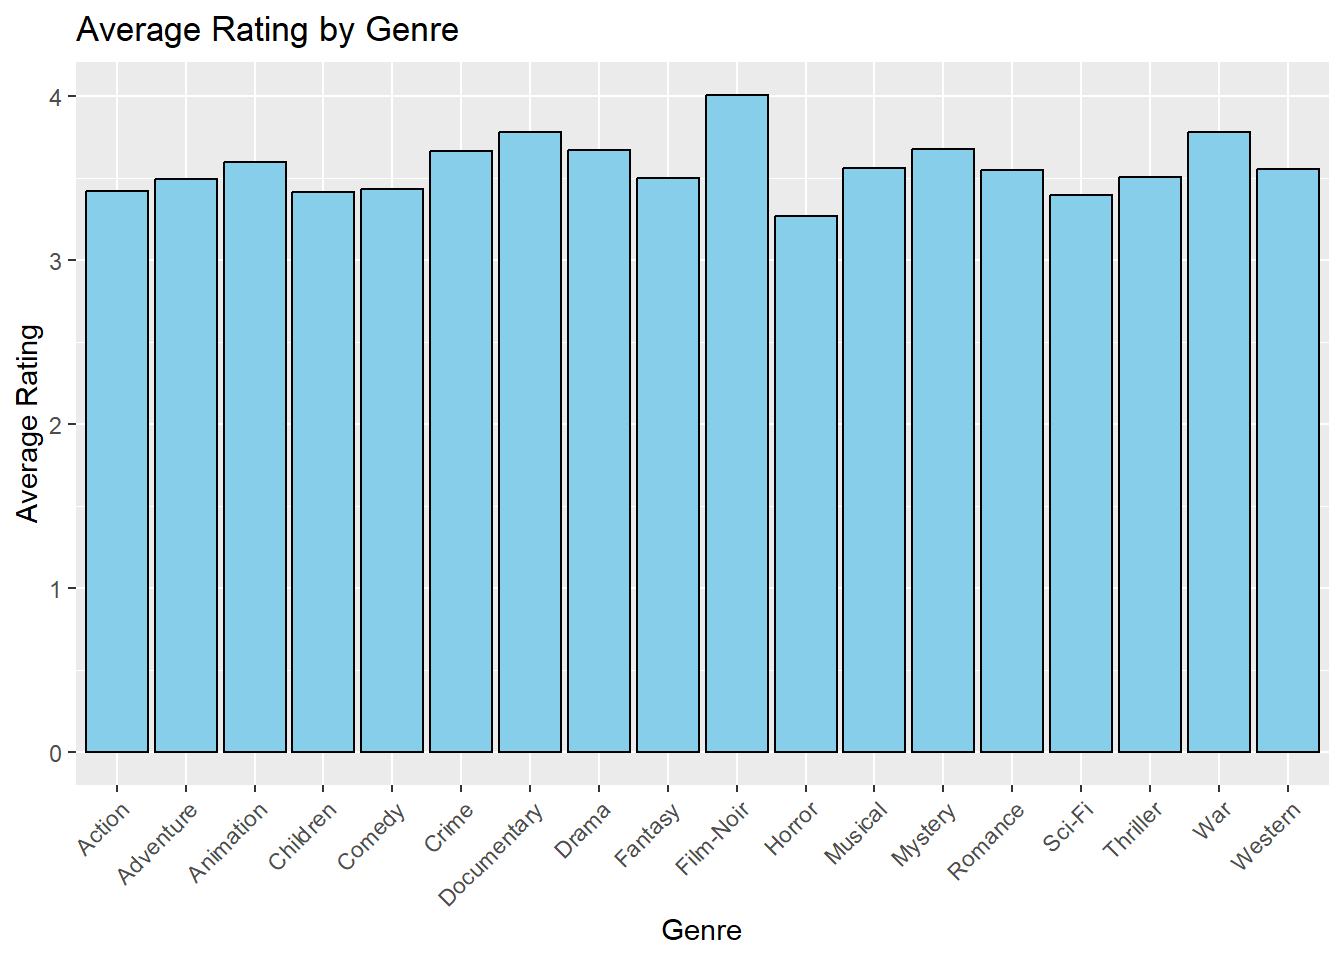 Average Rating by Genre
4
3
2
1
0
Average Rating
Action
Adventure
Animation
Children
Comedy
Crime
Documentary
Drama
Fantasy
Film-Noir
Horror
Musical
Mystery
Romance
Sci-Fi
Thriller
War
Western
Genre